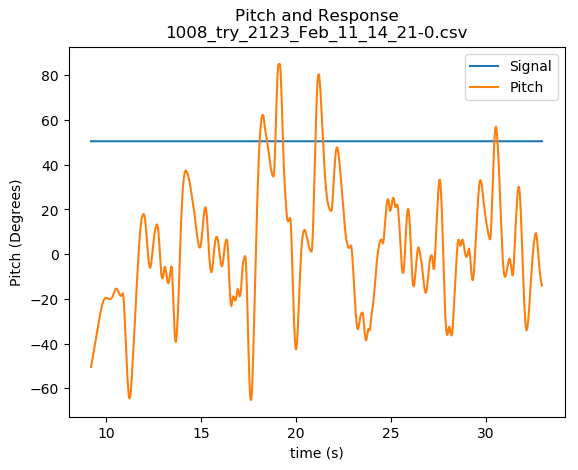 Pitch and Response
1008_try_2123_Feb_11_14_21-0.csv
Signal
Pitch
Pitch (Degrees)
80
60
40
20
0
−20
−40
−60
10
15
20
25
30
time (s)